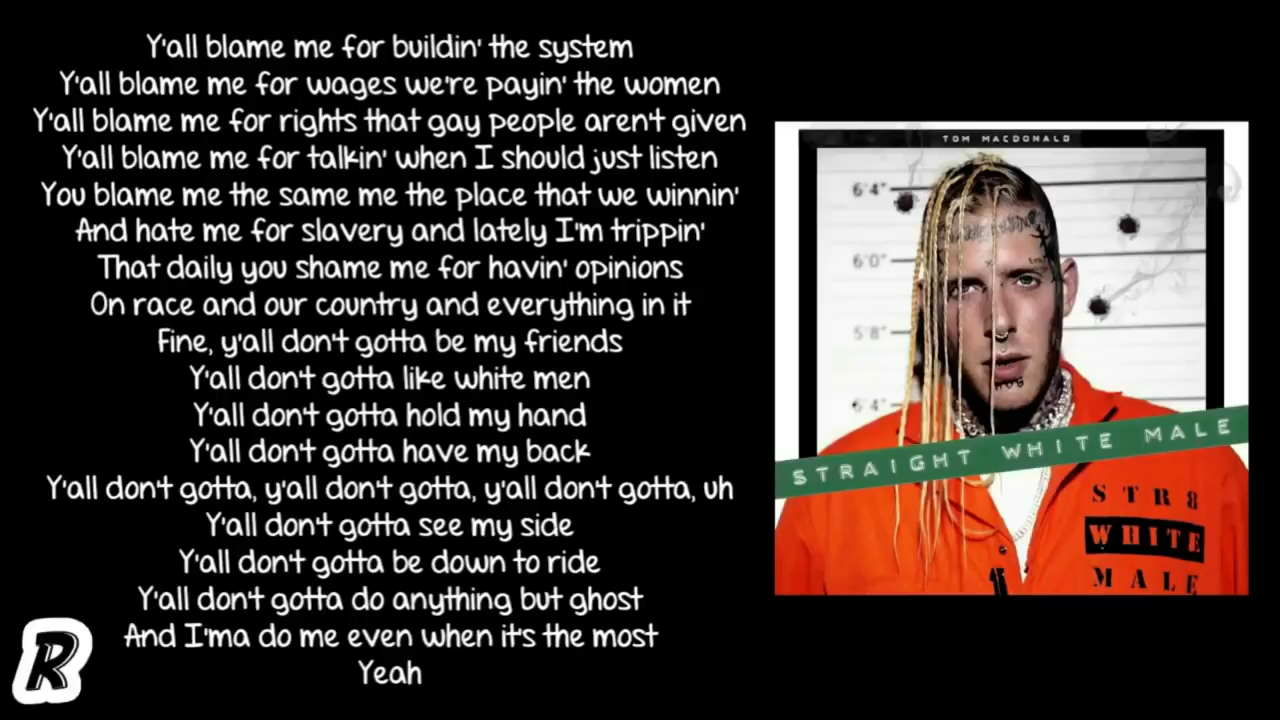 Y'all blame me for buildin' the system
Y'all blame me for wages we're payin' the women
Y'all blame me for rights that gay people aren't given
Y'all blame me for talkin' when I should just listen
You blame me the same me the place that we winnin'
And hate me for slavery and lately I'm trippin'
That daily you shame me for havin' opinions
On race and our country and everything in it
Fine, y'all don't gotta be my friends
Y'all don't gotta like white men
Y'all don't gotta hold my hand
Y'all don't gotta have my back
Y'all don't gotta, y'all don't gotta, y'all don't gotta, uh
Y'all don't gotta see my side
Y'all don't gotta be down to ride
Y'all don't gotta do anything but ghost
And I'ma do me even when it's the most
Yeah
R
TOM MACDONALD
6'4"
6'0"
5'8"
6'4"
STRAIGHT WHITE MALE
STR8
WHITE
MALE